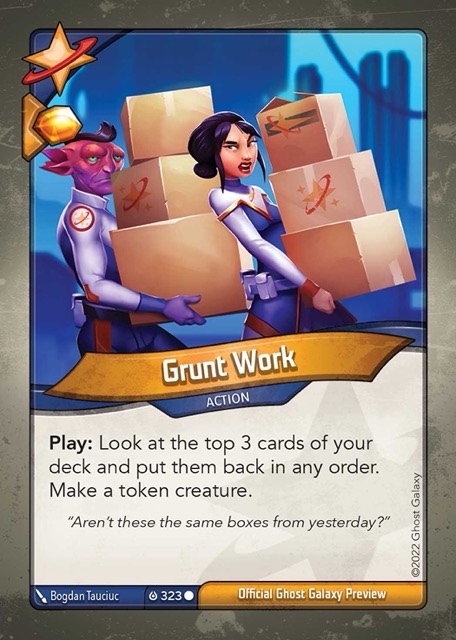 Grunt Work
ACTION
Play: Look at the top 3 cards of your
deck and put them back in any order.
Make a token creature.
“Aren’t these the same boxes from yesterday?”
©2022 Ghost Galaxy
Bogdan Tauciuc
323
Official Ghost Galaxy Preview